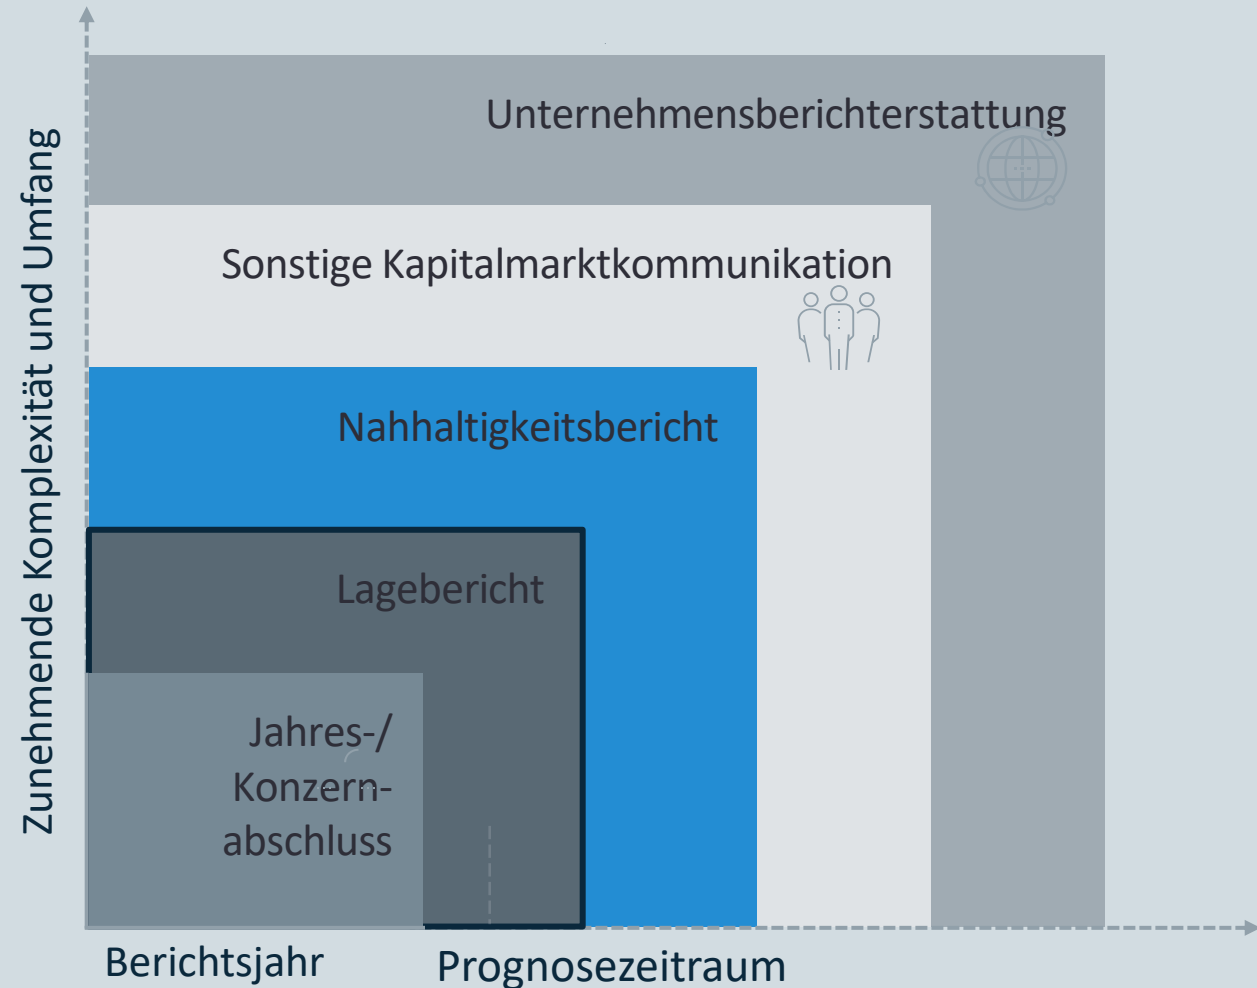 Unternehmensberichterstattung
Sonstige Kapitalmarktkommunikation
Nahhaltigkeitsbericht
Lagebericht
Jahres-/
Konzern-
abschluss
Zunehmende Komplexität und Umfang
Berichtsjahr
Prognosezeitraum